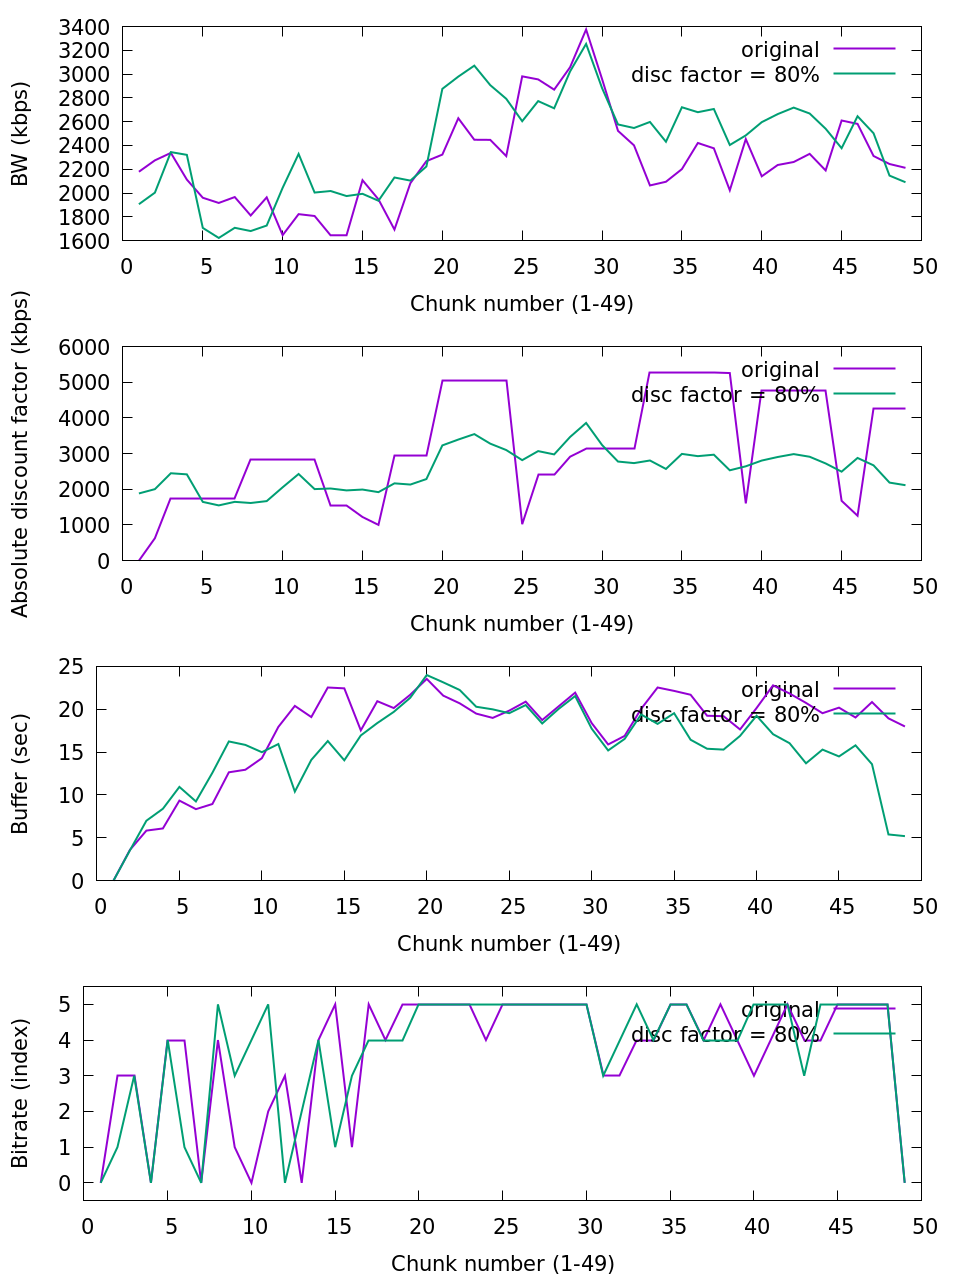 3400
3200
3000
2800
2600
2400
2200
2000
1800
1600
BW (kbps)
original
disc factor = 80%
0 5 10 15 20 25 30 35 40 45 50
Chunk number (1-49)
6000
5000
4000
3000
2000
1000
0
Absolute discount factor (kbps)
original
disc factor = 80%
0 5 10 15 20 25 30 35 40 45 50
Chunk number (1-49)
25
20
15
10
5
0
Buffer (sec)
original
disc factor = 80%
0 5 10 15 20 25 30 35 40 45 50
Chunk number (1-49)
5
4
3
2
1
0
Bitrate (index)
original
disc factor = 80%
0 5 10 15 20 25 30 35 40 45 50
Chunk number (1-49)